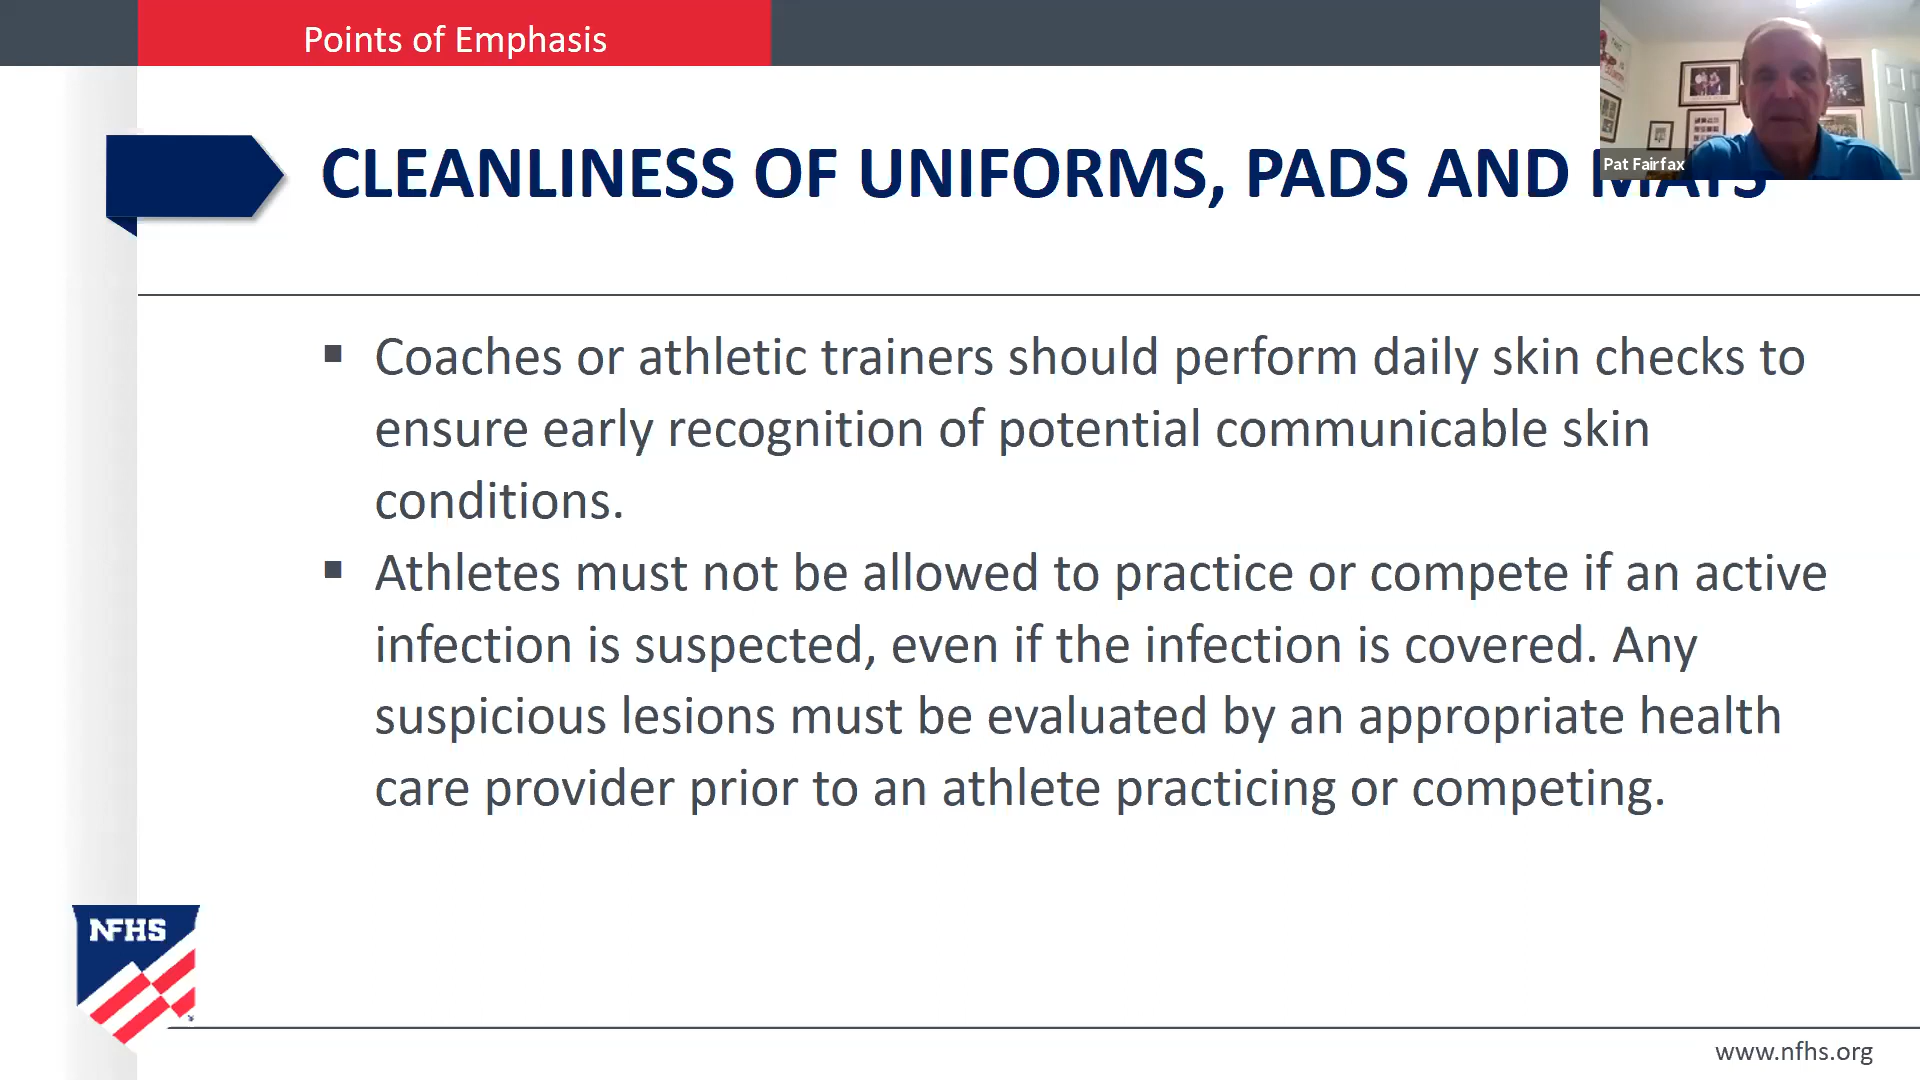 Points of Emphasis
Pat Fairfax
CLEANLINESS OF UNIFORMS, PADS AND MATS
▪ Coaches or athletic trainers should perform daily skin checks to
ensure early recognition of potential communicable skin
conditions.
▪ Athletes must not be allowed to practice or compete if an active
infection is suspected, even if the infection is covered. Any
suspicious lesions must be evaluated by an appropriate health
care provider prior to an athlete practicing or competing.
NFHS
www.nfhs.org